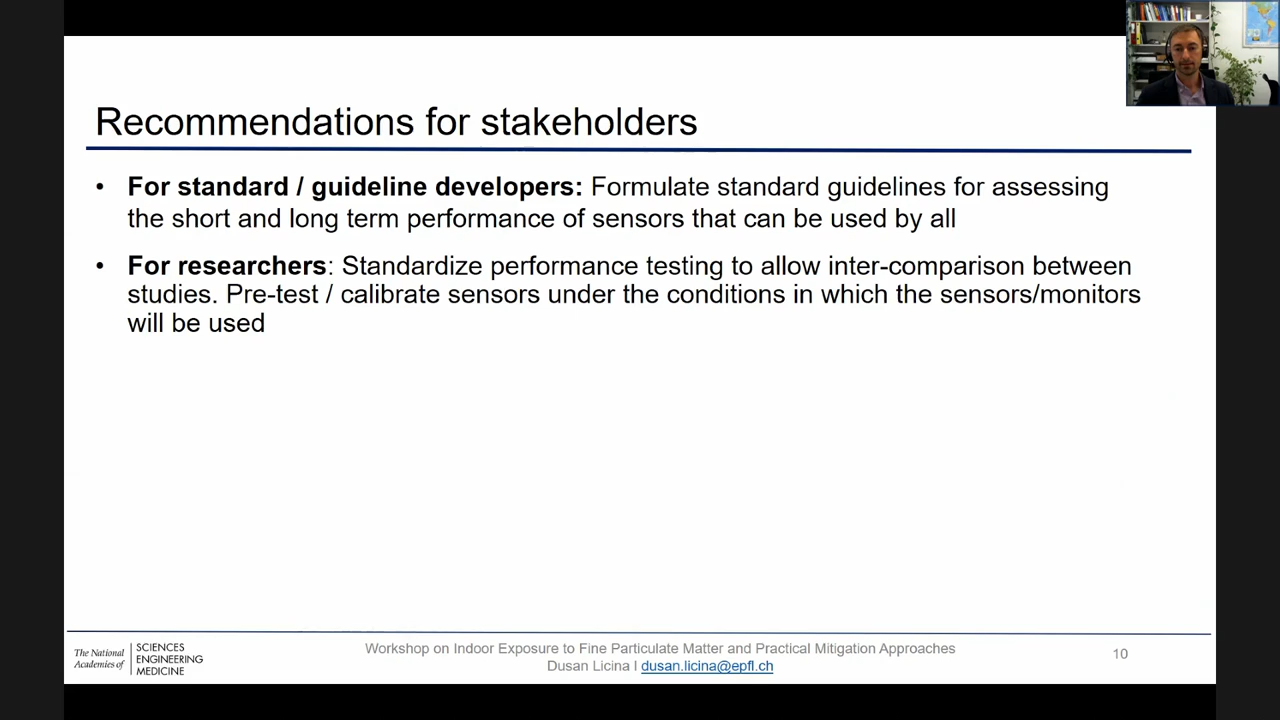 Recommendations for stakeholders
• For standard / guideline developers: Formulate standard guidelines for assessing
the short and long term performance of sensors that can be used by all
• For researchers: Standardize performance testing to allow inter-comparison between
studies. Pre-test / calibrate sensors under the conditions in which the sensors/monitors
will be used
The National
Academies of
SCIENCES
ENGINEERING
MEDICINE
Workshop on Indoor Exposure to Fine Particulate Matter and Practical Mitigation Approaches
Dusan Licina I dusan.licina@epfl.ch
10